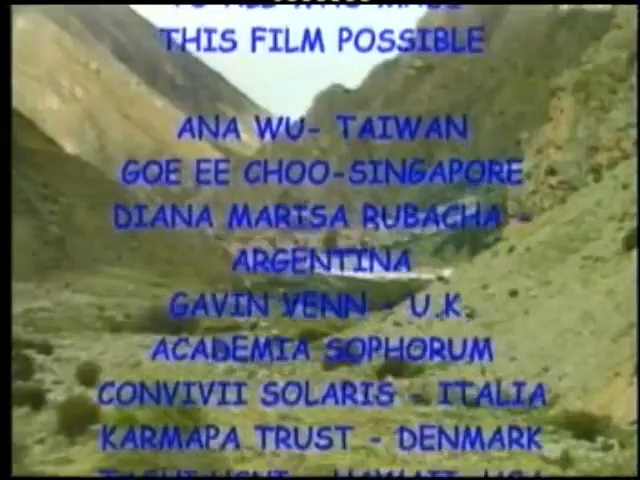 THIS FILM POSSIBLE
ANA WU- TAIWAN
GOE EE CHOO-SINGAPORE
DIANA MARISA RUBACHA -
ARGENTINA
GAVIN VENN - U.K.
ACADEMIA SOPHORUM
CONVIVII SOLARIS - ITALIA
KARMAPA TRUST - DENMARK